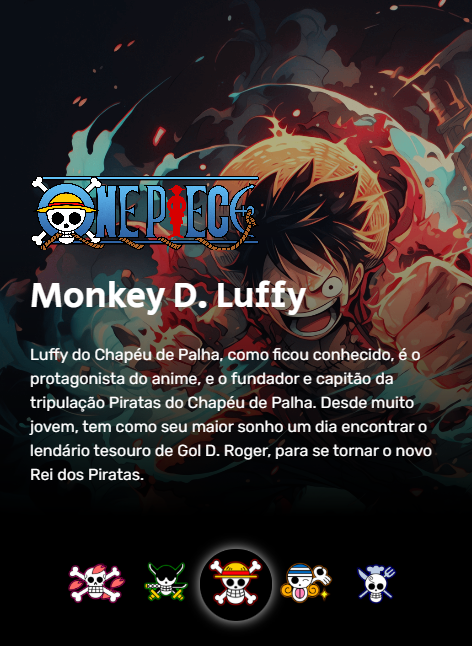 ONE PIECE
Monkey D. Luffy
Luffy do Chapéu de Palha, como ficou conhecido, é o
protagonista do anime, e o fundador e capitão da
tripulação Piratas do Chapéu de Palha. Desde muito
jovem, tem como seu maior sonho um dia encontrar o
lendário tesouro de Gol D. Roger, para se tornar o novo
Rei dos Piratas.